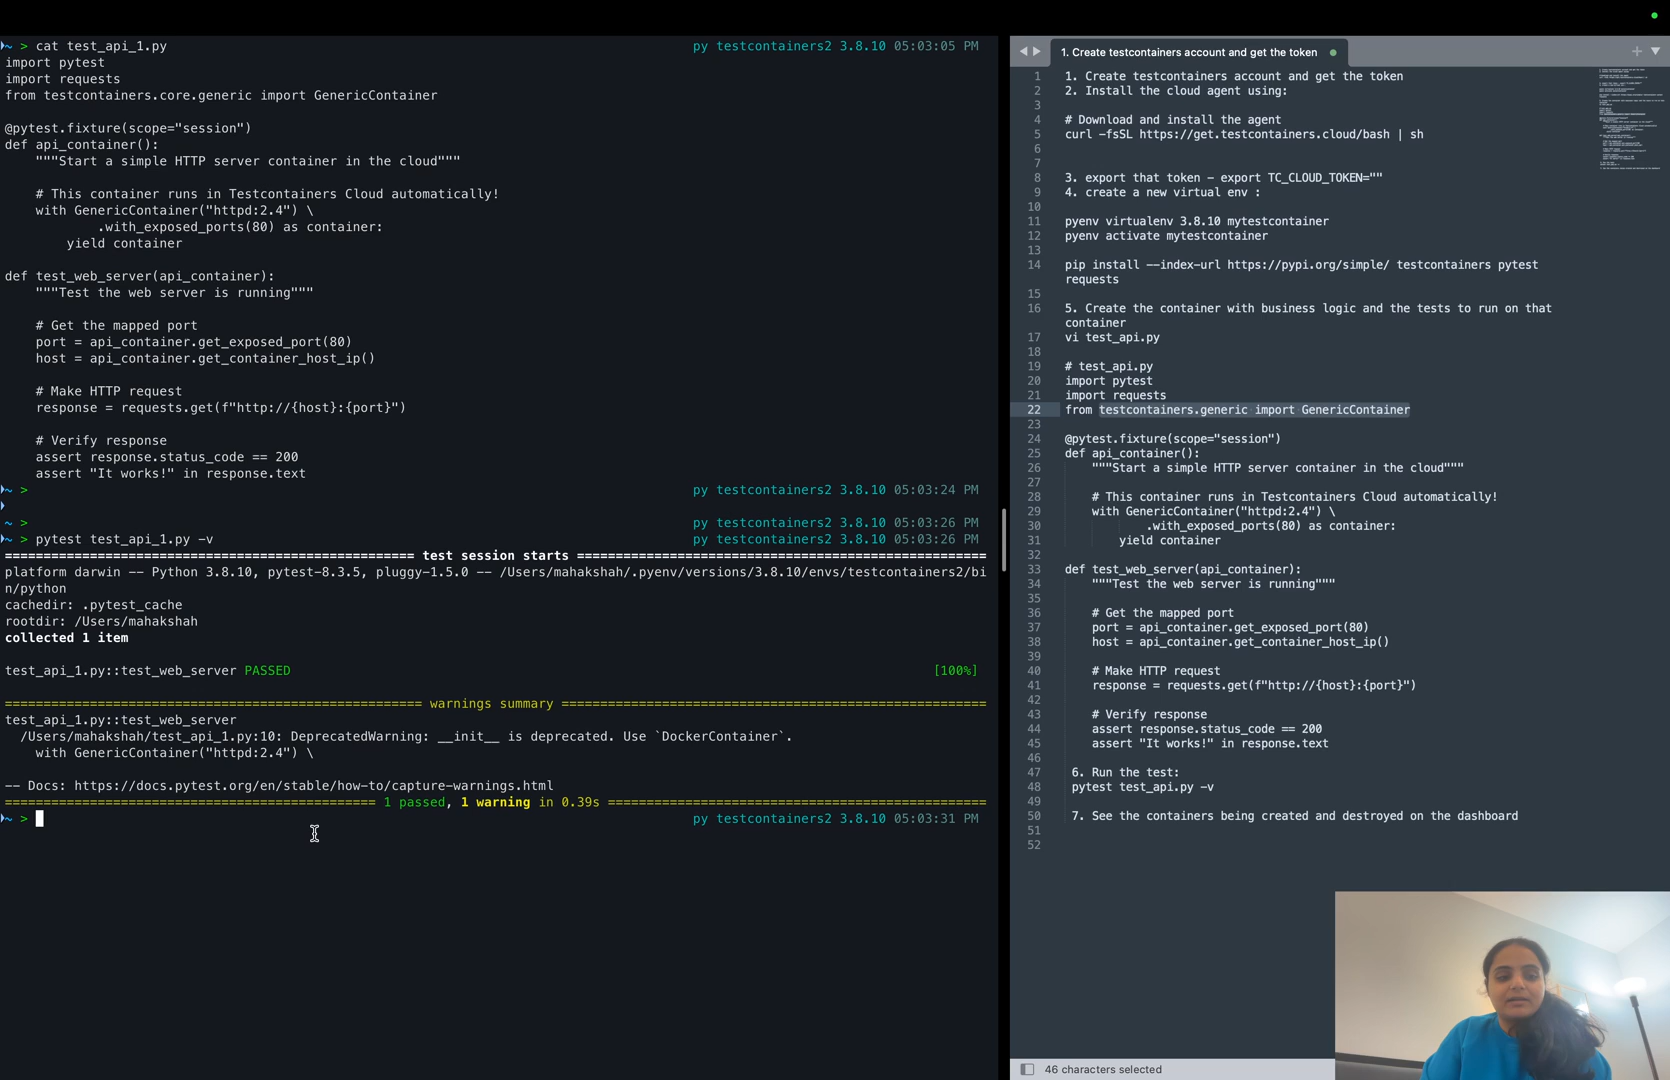 ~ > cat test_api_1.py py testcontainers2 3.8.10 05:03:05 PM
import pytest
import requests
from testcontainers.core.generic import GenericContainer
@pytest.fixture(scope="session")
def api_container():
    """Start a simple HTTP server container in the cloud"""
    # This container runs in Testcontainers Cloud automatically!
    with GenericContainer("httpd:2.4") \
            .with_exposed_ports(80) as container:
        yield container
def test_web_server(api_container):
    """Test the web server is running"""
    # Get the mapped port
    port = api_container.get_exposed_port(80)
    host = api_container.get_container_host_ip()
    # Make HTTP request
    response = requests.get(f"http://{host}:{port}")
    # Verify response
    assert response.status_code == 200
    assert "It works!" in response.text
~ > py testcontainers2 3.8.10 05:03:24 PM
~ > py testcontainers2 3.8.10 05:03:26 PM
~ > pytest test_api_1.py -v py testcontainers2 3.8.10 05:03:26 PM
===================================================== test session starts =====================================================
platform darwin -- Python 3.8.10, pytest-8.3.5, pluggy-1.5.0 -- /Users/mahakshah/.pyenv/versions/3.8.10/envs/testcontainers2/bi
n/python
cachedir: .pytest_cache
rootdir: /Users/mahakshah
collected 1 item
test_api_1.py::test_web_server PASSED [100%]
====================================================== warnings summary =======================================================
test_api_1.py::test_web_server
  /Users/mahakshah/test_api_1.py:10: DeprecatedWarning: __init__ is deprecated. Use `DockerContainer`.
    with GenericContainer("httpd:2.4") \
-- Docs: https://docs.pytest.org/en/stable/how-to/capture-warnings.html
================================================ 1 passed, 1 warning in 0.39s =================================================
~ > py testcontainers2 3.8.10 05:03:31 PM
1. Create testcontainers account and get the token
1 1. Create testcontainers account and get the token
2 2. Install the cloud agent using:
3
4 # Download and install the agent
5 curl -fsSL https://get.testcontainers.cloud/bash | sh
6
7
8 3. export that token - export TC_CLOUD_TOKEN=""
9 4. create a new virtual env :
10
11 pyenv virtualenv 3.8.10 mytestcontainer
12 pyenv activate mytestcontainer
13
14 pip install --index-url https://pypi.org/simple/ testcontainers pytest
requests
15
16 5. Create the container with business logic and the tests to run on that
container
17 vi test_api.py
18
19 # test_api.py
20 import pytest
21 import requests
22 from testcontainers.generic import GenericContainer
23
24 @pytest.fixture(scope="session")
25 def api_container():
26     """Start a simple HTTP server container in the cloud"""
27
28     # This container runs in Testcontainers Cloud automatically!
29     with GenericContainer("httpd:2.4") \
30             .with_exposed_ports(80) as container:
31         yield container
32
33 def test_web_server(api_container):
34     """Test the web server is running"""
35
36     # Get the mapped port
37     port = api_container.get_exposed_port(80)
38     host = api_container.get_container_host_ip()
39
40     # Make HTTP request
41     response = requests.get(f"http://{host}:{port}")
42
43     # Verify response
44     assert response.status_code == 200
45     assert "It works!" in response.text
46
47  6. Run the test:
48  pytest test_api.py -v
49
50  7. See the containers being created and destroyed on the dashboard
51
52
46 characters selected